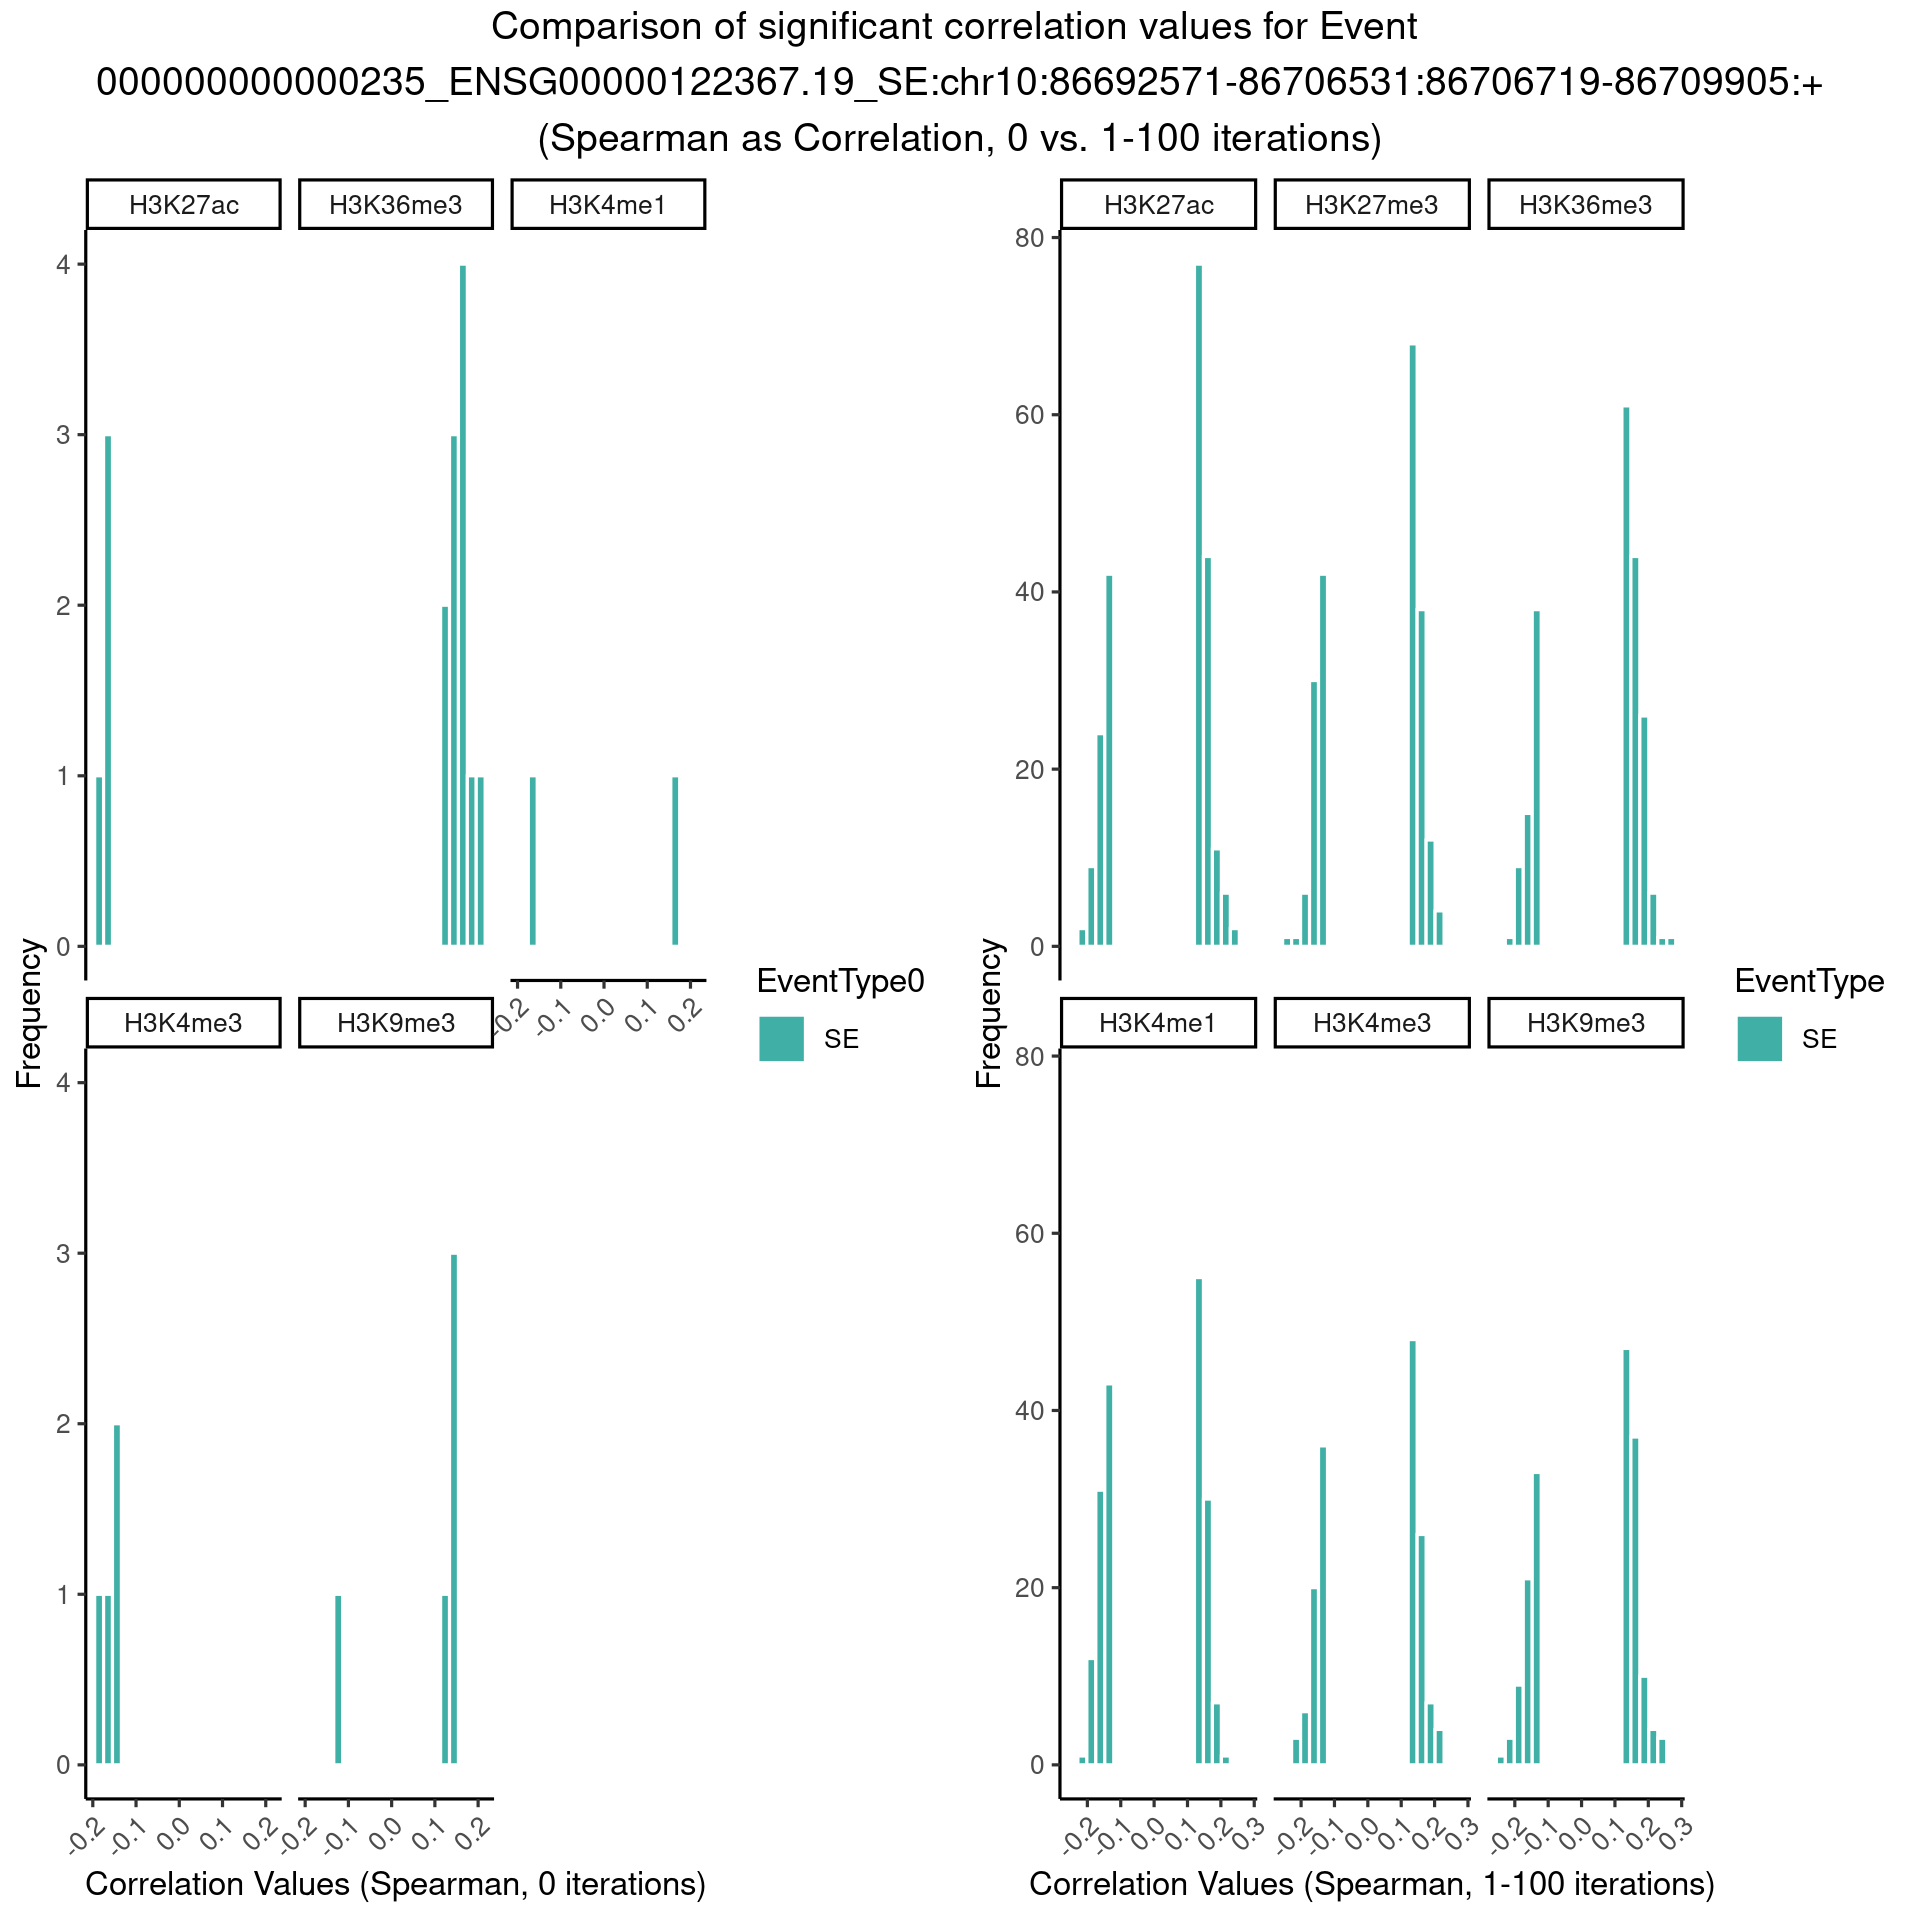 Comparison of significant correlation values for Event
000000000000235_ENSG00000122367.19_SE:chr10:86692571-86706531:86706719-86709905:+
(Spearman as Correlation, 0 vs. 1-100 iterations)
H3K27ac H3K36me3 H3K4me1
4
3
2
1
0
-0.2 -0.1 0.0 0.1 0.2
H3K4me3 H3K9me3
4
3
2
1
0
-0.2 -0.1 0.0 0.1 0.2 -0.2 -0.1 0.0 0.1 0.2
Frequency
Correlation Values (Spearman, 0 iterations)
EventType0
SE
H3K27ac H3K27me3 H3K36me3
80
60
40
20
0
H3K4me1 H3K4me3 H3K9me3
80
60
40
20
0
-0.2 -0.1 0.0 0.1 0.2 0.3 -0.2 -0.1 0.0 0.1 0.2 0.3 -0.2 -0.1 0.0 0.1 0.2 0.3
Frequency
Correlation Values (Spearman, 1-100 iterations)
EventType
SE